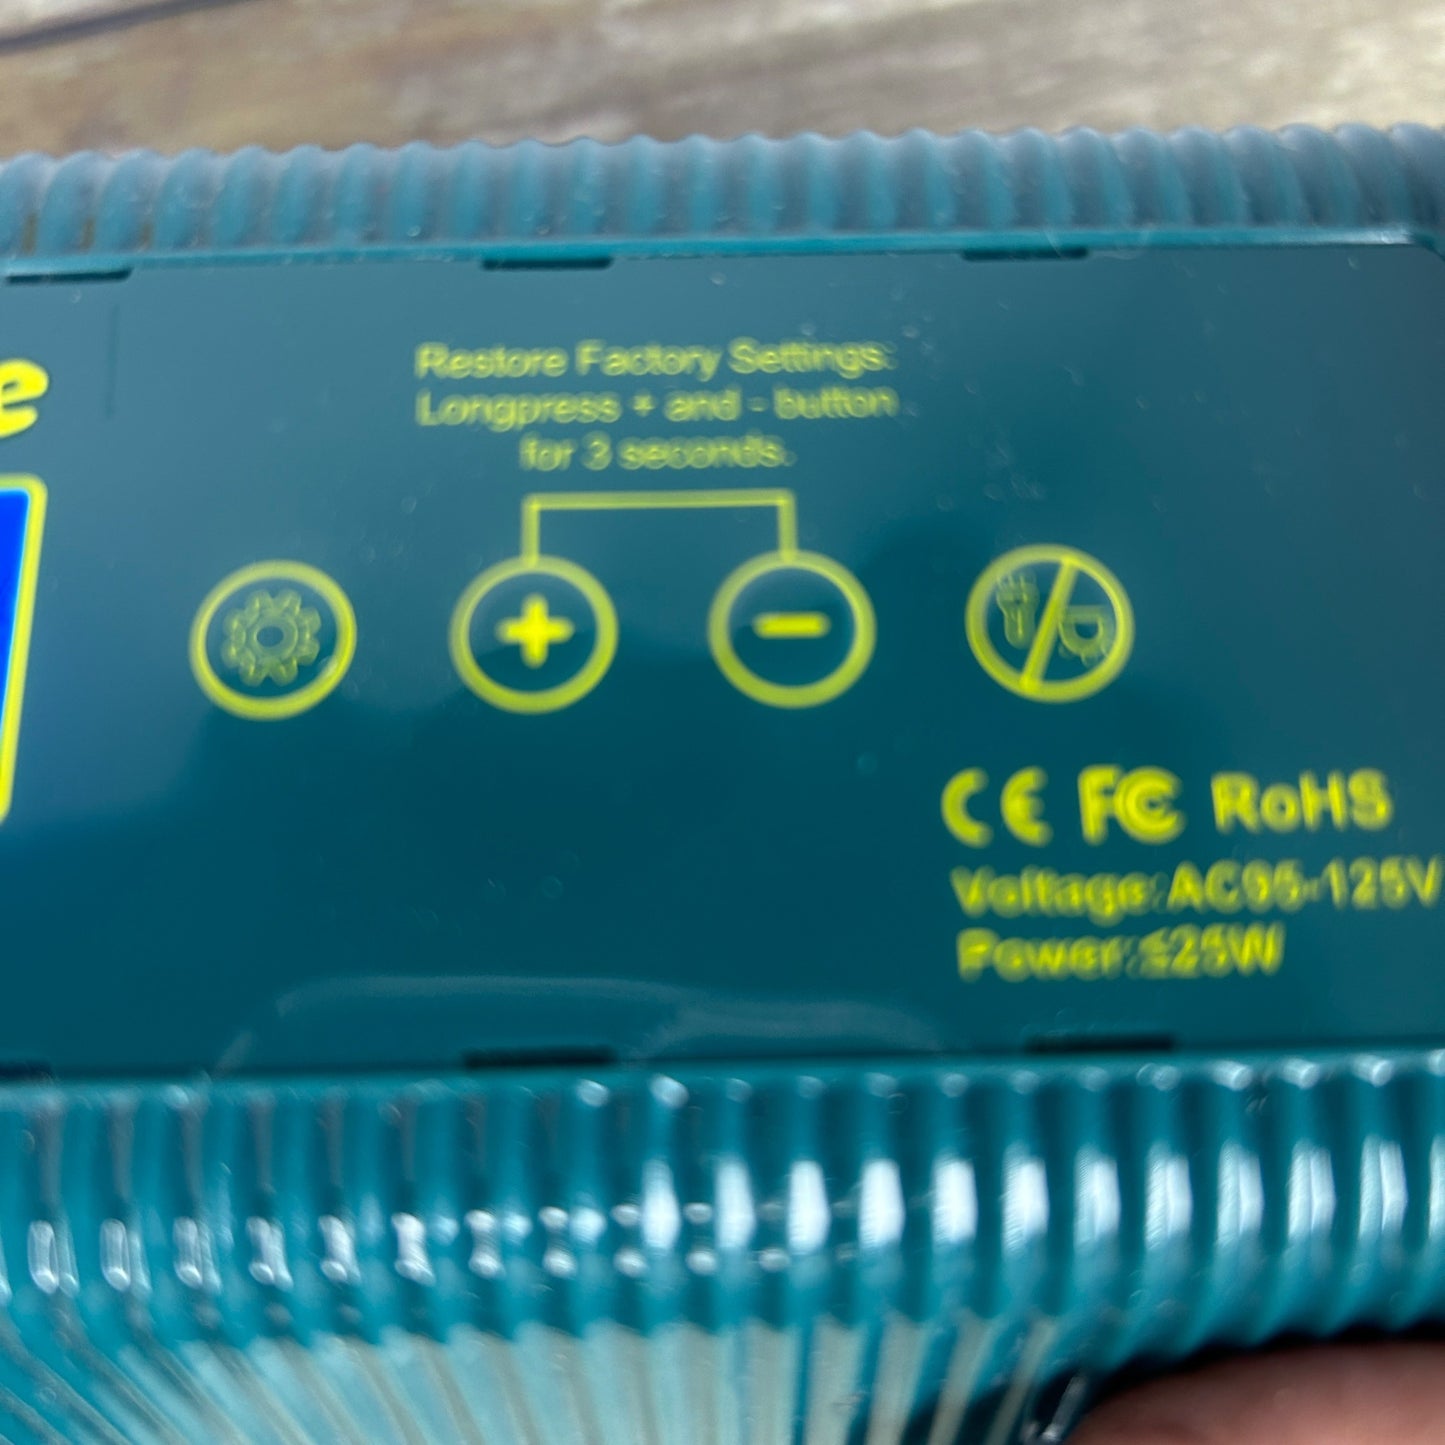 e
Restore Factory Settings:
Longpress + and - button
for 3 seconds.
+ -
CE FC RoHS
Voltage:AC95-125V
Power:≤25W